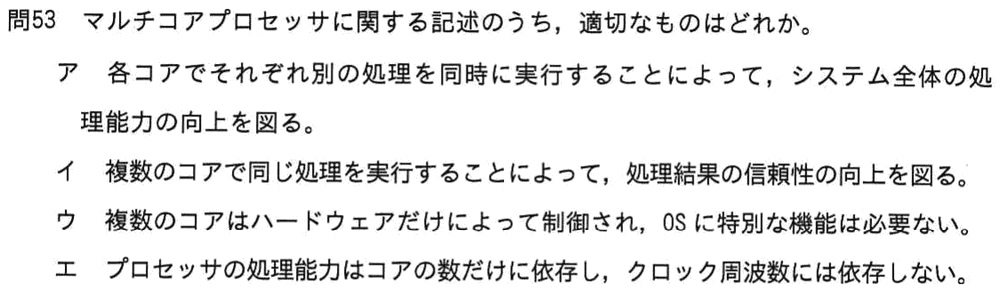 問53　マルチコアプロセッサに関する記述のうち，適切なものはどれか。
ア　各コアでそれぞれ別の処理を同時に実行することによって，システム全体の処
理能力の向上を図る。
イ　複数のコアで同じ処理を実行することによって，処理結果の信頼性の向上を図る。
ウ　複数のコアはハードウェアだけによって制御され，OSに特別な機能は必要ない。
エ　プロセッサの処理能力はコアの数だけに依存し，クロック周波数には依存しない。